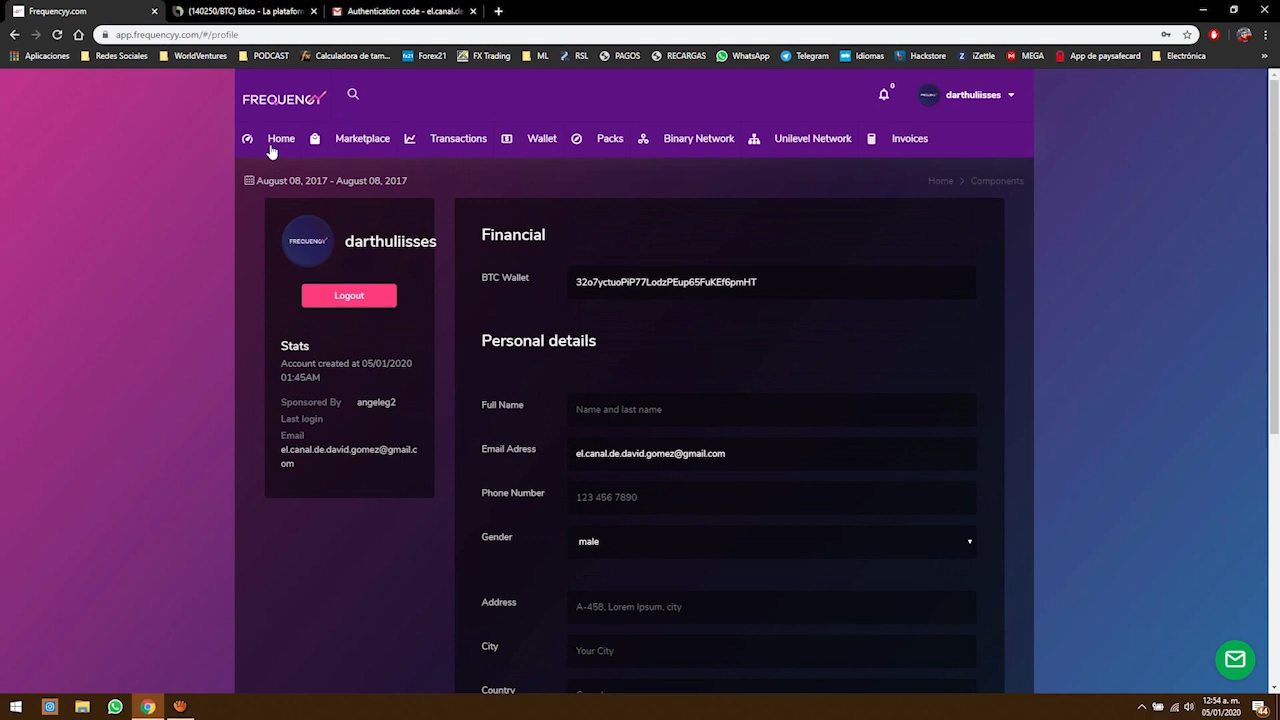 Frequencyy.com
(140250/BTC) Bitso - La platafor
Authentication code - el.canal.de
app.frequencyy.com/#/profile
Aplicaciones
Redes Sociales
WorldVentures
PODCAST
Calculadora de tam...
Forex21
FX Trading
ML
RSL
PAGOS
RECARGAS
WhatsApp
Telegram
Idiomas
Hackstore
iZettle
MEGA
App de paysafecard
Electrónica
FREQUENCY
0
darthuliisses
Home
Marketplace
Transactions
Wallet
Packs
Binary Network
Unilevel Network
Invoices
August 08, 2017 - August 08, 2017
Home > Components
FREQUENCY
darthuliisses
Logout
Stats
Account created at 05/01/2020
01:45AM
Sponsored By angeleg2
Last login
Email
el.canal.de.david.gomez@gmail.c
om
Financial
BTC Wallet
32o7yctuoPiP77LodzPEup65FuKEf6pmHT
Personal details
Full Name
Name and last name
Email Adress
el.canal.de.david.gomez@gmail.com
Phone Number
123 456 7890
Gender
male
Address
A-458, Lorem Ipsum, city
City
Your City
Country
12:54 a.m.
05/01/2020
44